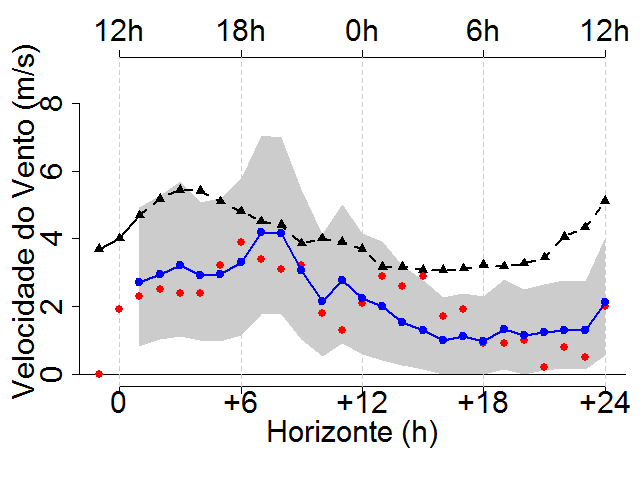 12h 18h 0h 6h 12h
Velocidade do Vento (m/s)
8
6
4
2
0
0 +6 +12 +18 +24
Horizonte (h)